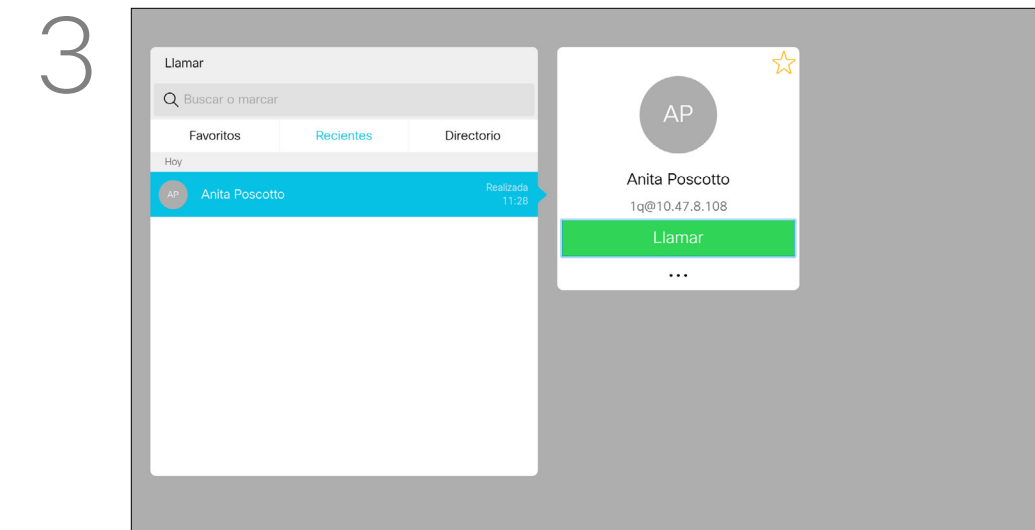 3
Llamar
Buscar o marcar
Favoritos Recientes Directorio
Hoy
AP Anita Poscotto Realizada
11:28
AP
Anita Poscotto
1q@10.47.8.108
Llamar
...